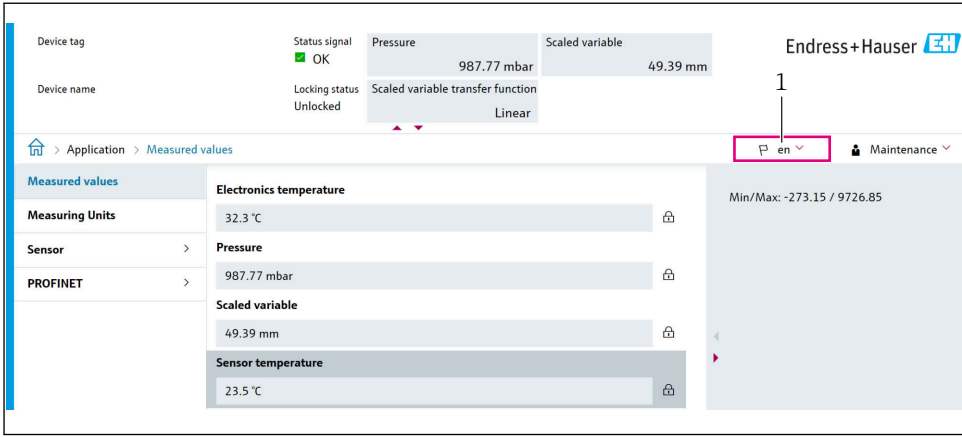 Device tag
Status signal
OK
Pressure
987.77 mbar
Scaled variable
49.39 mm
Endress+Hauser EH
1
Device name
Locking status
Unlocked
Scaled variable transfer function
Linear
> Application > Measured values
en
Maintenance
Measured values
Measuring Units
Sensor >
PROFINET >
Electronics temperature
32.3 °C
Pressure
987.77 mbar
Scaled variable
49.39 mm
Sensor temperature
23.5 °C
Min/Max: -273.15 / 9726.85